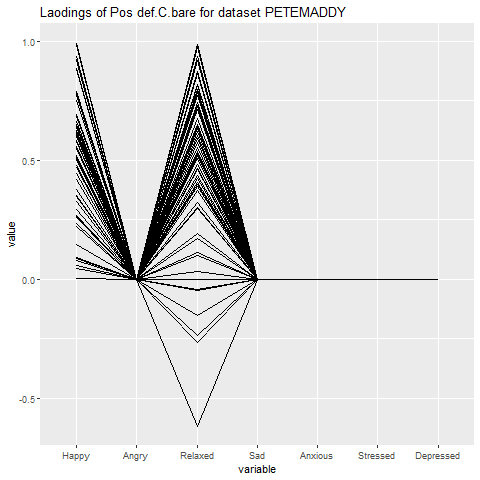 Laodings of Pos def.C.bare for dataset PETEMADDY
1.0
0.5
0.0
-0.5
value
Happy Angry Relaxed Sad Anxious Stressed Depressed
variable